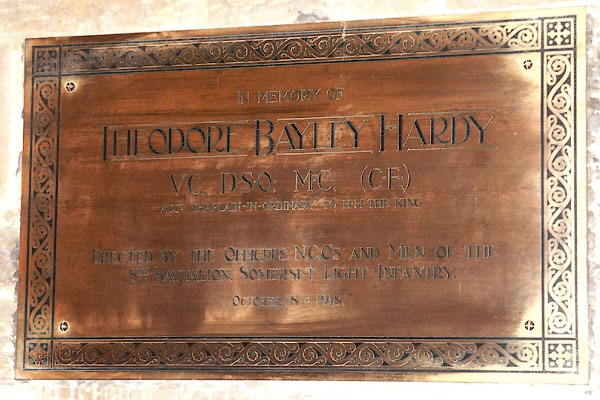 IN MEMORY OF
THEODORE BAYLEY HARDY
V.C. D.S.O. M.C. (C.F.)
CHAPLAIN-IN-ORDINARY TO H.M. THE KING
ERECTED BY THE OFFICERS N.C.O'S AND MEN OF THE
8TH BATTALION SOMERSET LIGHT INFANTRY.
OCTOBER 18TH 1918.